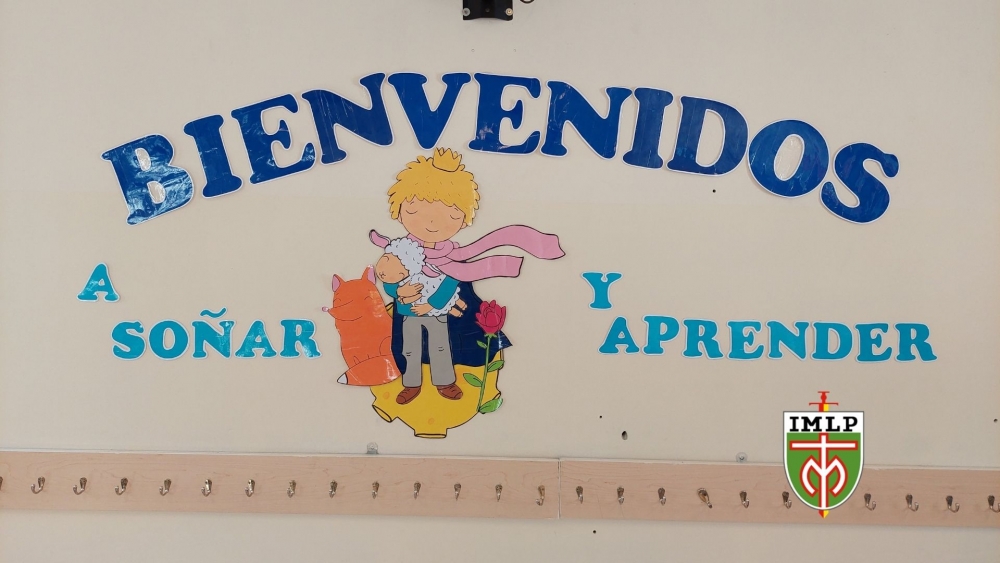 BIENVENIDOS
A
SOÑAR
Y
APRENDER
IMLP